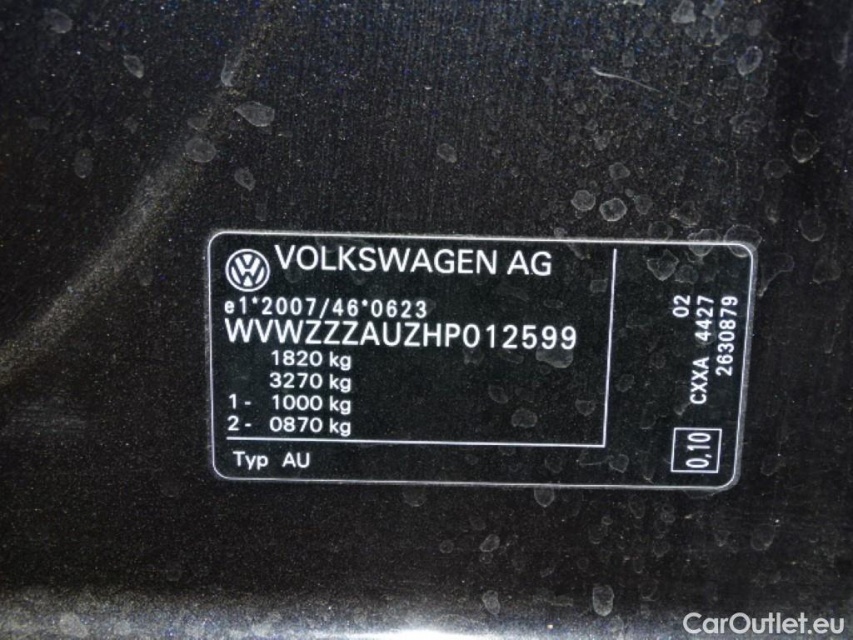 VOLKSWAGEN AG
e1*2007/46*0623
WVWZZZAUZHP012599
1820 kg
3270 kg
1- 1000 kg
2- 0870 kg
Typ AU
02
CXXA 4427
2630879
0,10
CarOutlet.eu